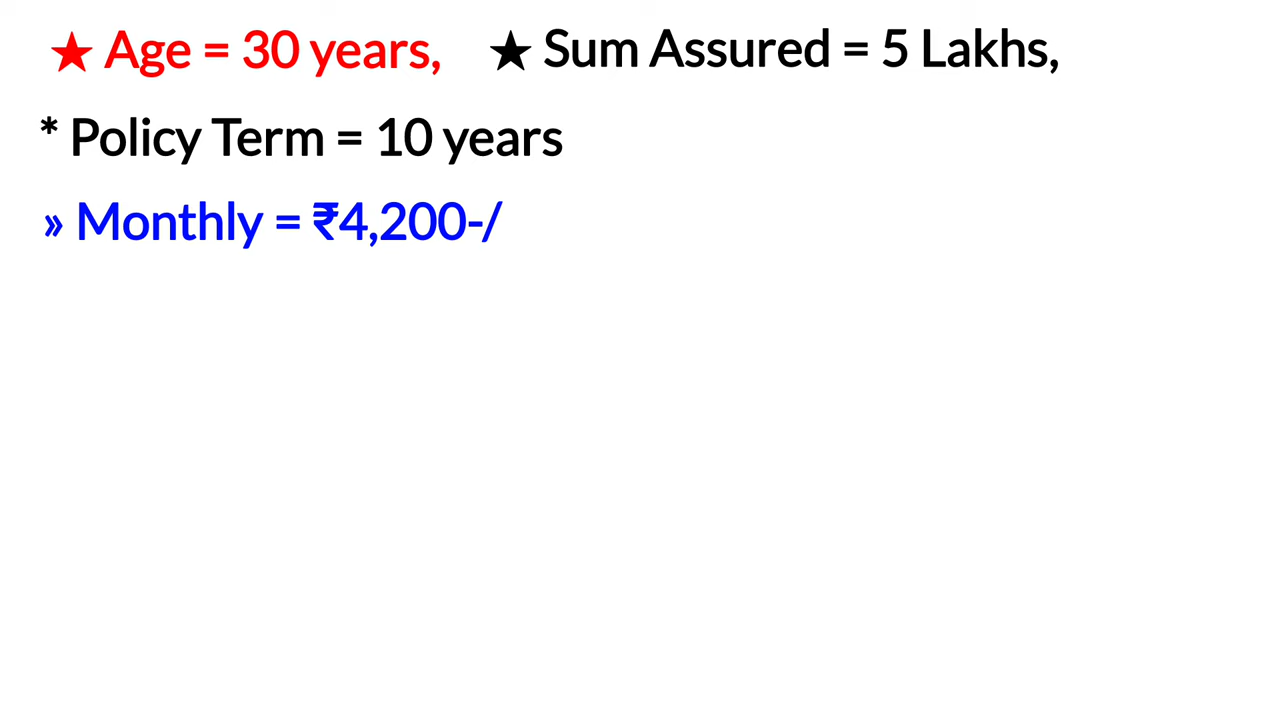 ★ Age = 30 years, ★ Sum Assured = 5 Lakhs,
* Policy Term = 10 years
» Monthly = ₹4,200-/